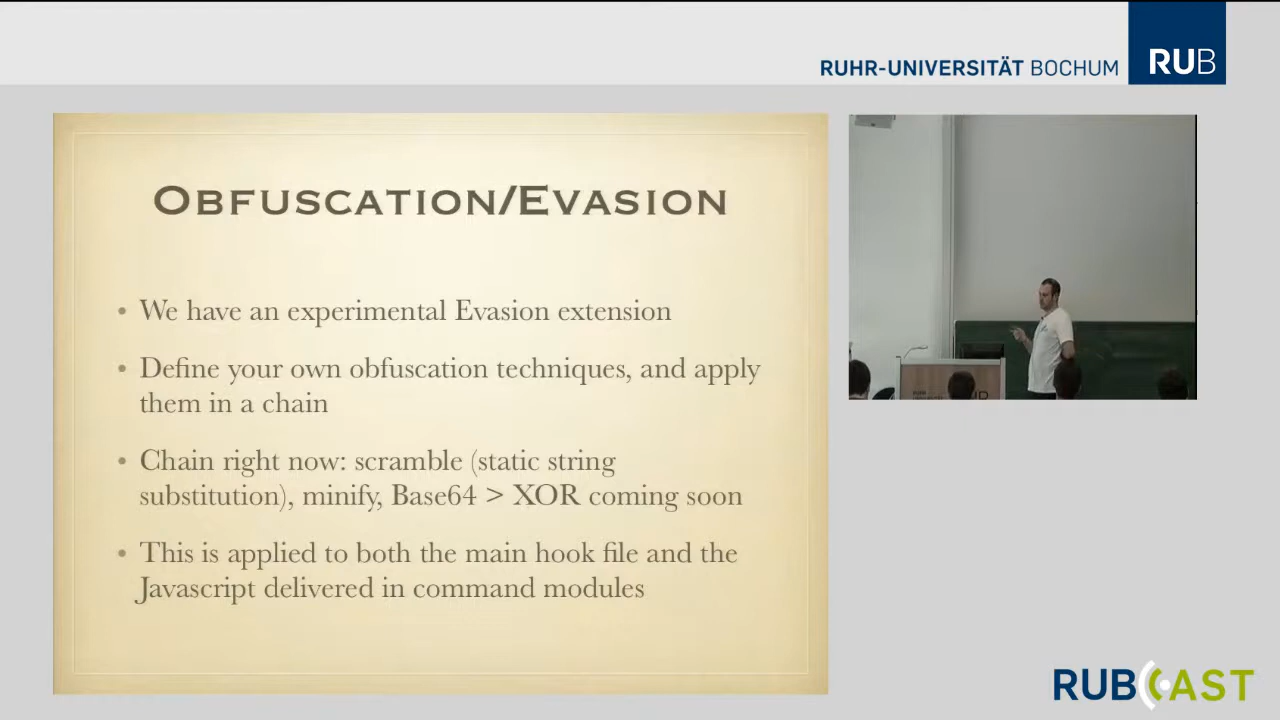 RUHR-UNIVERSITÄT BOCHUM
RUB
OBFUSCATION/EVASION
• We have an experimental Evasion extension
• Define your own obfuscation techniques, and apply
them in a chain
• Chain right now: scramble (static string
substitution), minify, Base64 > XOR coming soon
• This is applied to both the main hook file and the
Javascript delivered in command modules
RUBCAST